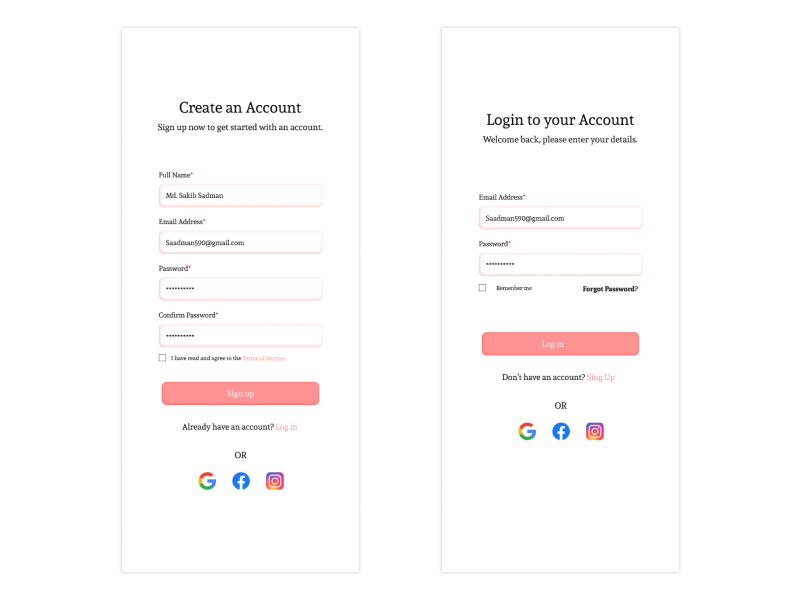 Create an Account
Sign up now to get started with an account.
Full Name*
Md. Sakib Sadman
Email Address*
Saadman590@gmail.com
Password*
**********
Confirm Password*
**********
I have read and agree to the Terms of Service
Sign up
Already have an account? Log in
OR
Login to your Account
Welcome back, please enter your details.
Email Address*
Saadman590@gmail.com
Password*
**********
Remenber me
Forgot Password?
Log in
Don't have an account? Sing Up
OR